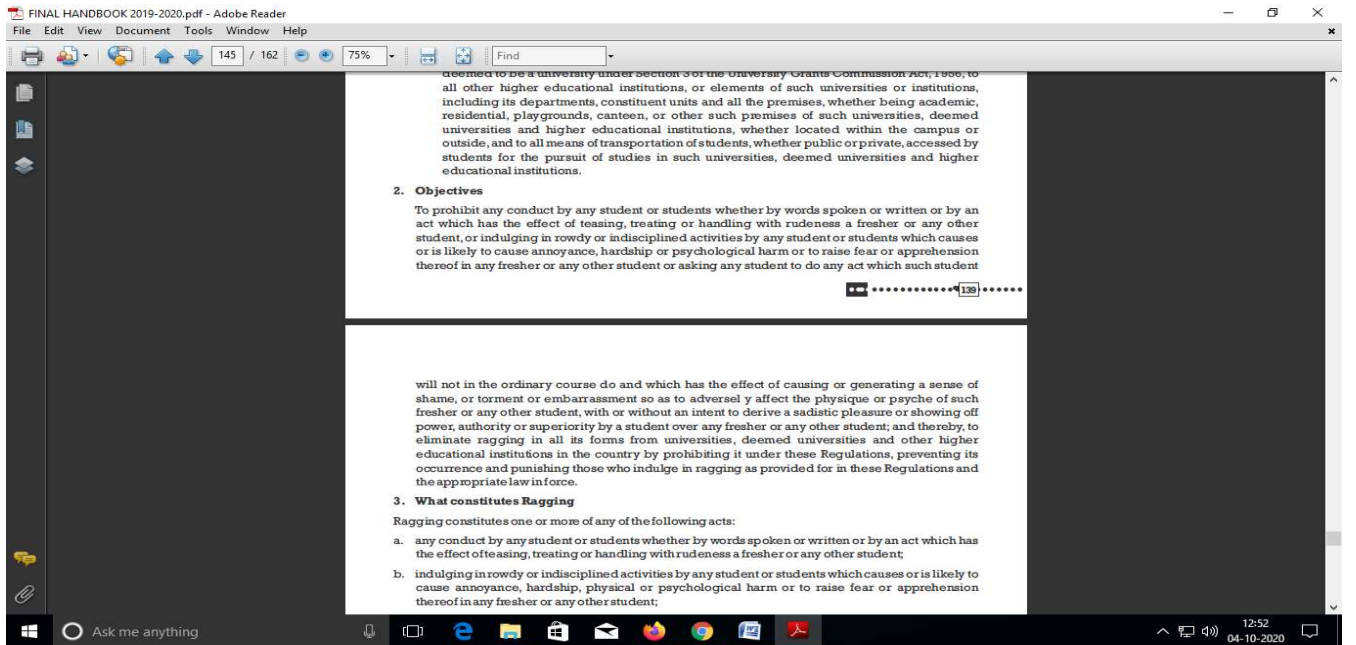 FINAL HANDBOOK 2019-2020.pdf - Adobe Reader
File Edit View Document Tools Window Help
145 / 162 75% Find
deemed to be a university under Section 3 of the University Grants Commission Act, 1956, to
all other higher educational institutions, or elements of such universities or institutions,
including its departments, constituent units and all the premises, whether being academic,
residential, playgrounds, canteen, or other such premises of such universities, deemed
universities and higher educational institutions, whether located within the campus or
outside, and to all means of transportation of students, whether public or private, accessed by
students for the pursuit of studies in such universities, deemed universities and higher
educational institutions.
2. Objectives
To prohibit any conduct by any student or students whether by words spoken or written or by an
act which has the effect of teasing, treating or handling with rudeness a fresher or any other
student, or indulging in rowdy or indisciplined activities by any student or students which causes
or is likely to cause annoyance, hardship or psychological harm or to raise fear or apprehension
thereof in any fresher or any other student or asking any student to do any act which such student
139
will not in the ordinary course do and which has the effect of causing or generating a sense of
shame, or torment or embarrassment so as to adversel y affect the physique or psyche of such
fresher or any other student, with or without an intent to derive a sadistic pleasure or showing off
power, authority or superiority by a student over any fresher or any other student; and thereby, to
eliminate ragging in all its forms from universities, deemed universities and other higher
educational institutions in the country by prohibiting it under these Regulations, preventing its
occurrence and punishing those who indulge in ragging as provided for in these Regulations and
the appropriate law in force.
3. What constitutes Ragging
Ragging constitutes one or more of any of the following acts:
a. any conduct by any student or students whether by words spoken or written or by an act which has
the effect of teasing, treating or handling with rudeness a fresher or any other student;
b. indulging in rowdy or indisciplined activities by any student or students which causes or is likely to
cause annoyance, hardship, physical or psychological harm or to raise fear or apprehension
thereof in any fresher or any other student;
Ask me anything
12:52
04-10-2020